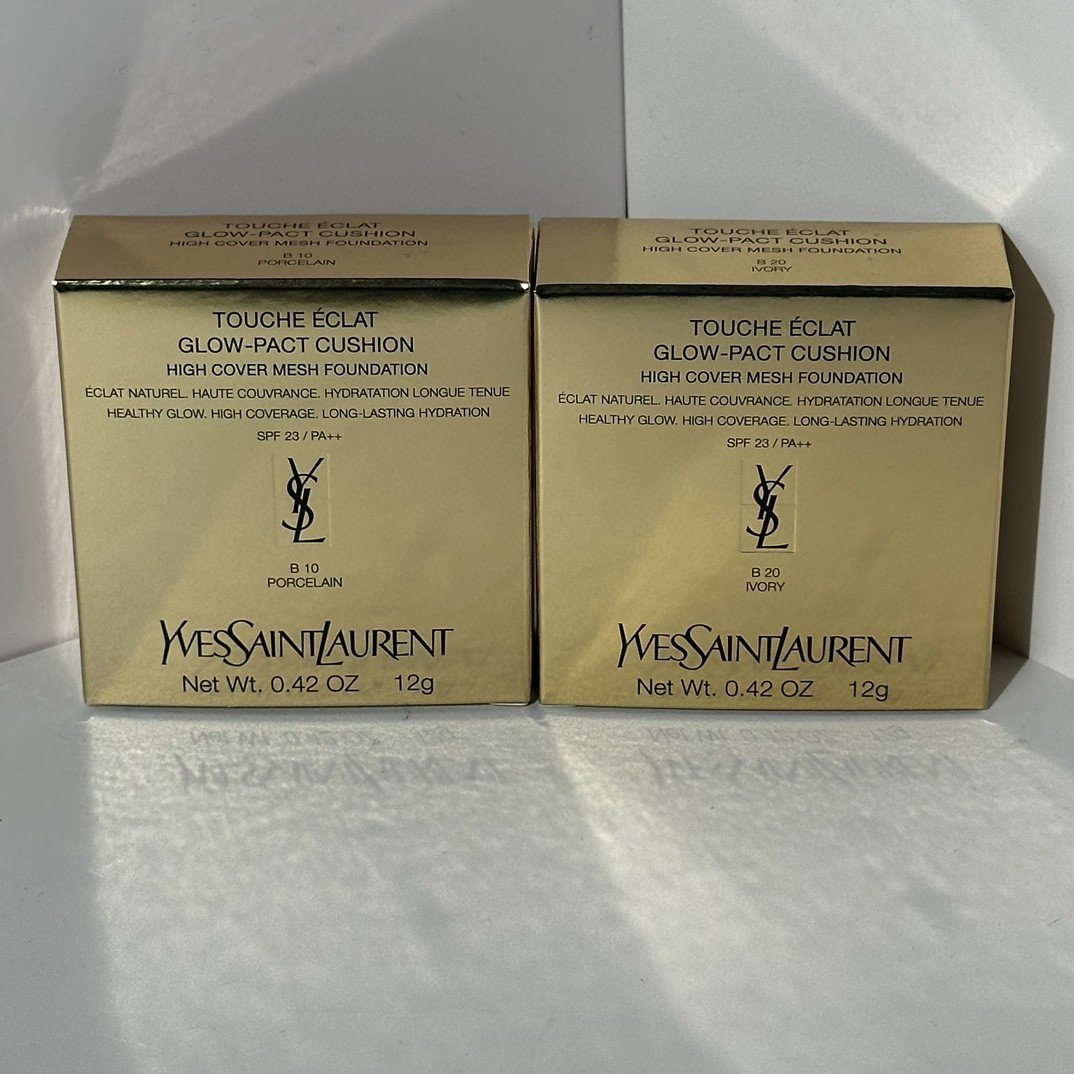 TOUCHE ÉCLAT
GLOW-PACT CUSHION
HIGH COVER MESH FOUNDATION
B 10
PORCELAIN
TOUCHE ÉCLAT
GLOW-PACT CUSHION
HIGH COVER MESH FOUNDATION
ÉCLAT NATUREL. HAUTE COUVRANCE. HYDRATATION LONGUE TENUE
HEALTHY GLOW. HIGH COVERAGE. LONG-LASTING HYDRATION
SPF 23 / PA++
YSL
B 10
PORCELAIN
YVESSAINTLAURENT
Net Wt. 0.42 OZ 12g
TOUCHE ÉCLAT
GLOW-PACT CUSHION
HIGH COVER MESH FOUNDATION
B 20
IVORY
TOUCHE ÉCLAT
GLOW-PACT CUSHION
HIGH COVER MESH FOUNDATION
ÉCLAT NATUREL. HAUTE COUVRANCE. HYDRATATION LONGUE TENUE
HEALTHY GLOW. HIGH COVERAGE. LONG-LASTING HYDRATION
SPF 23 / PA++
YSL
B 20
IVORY
YVESSAINTLAURENT
Net Wt. 0.42 OZ 12g